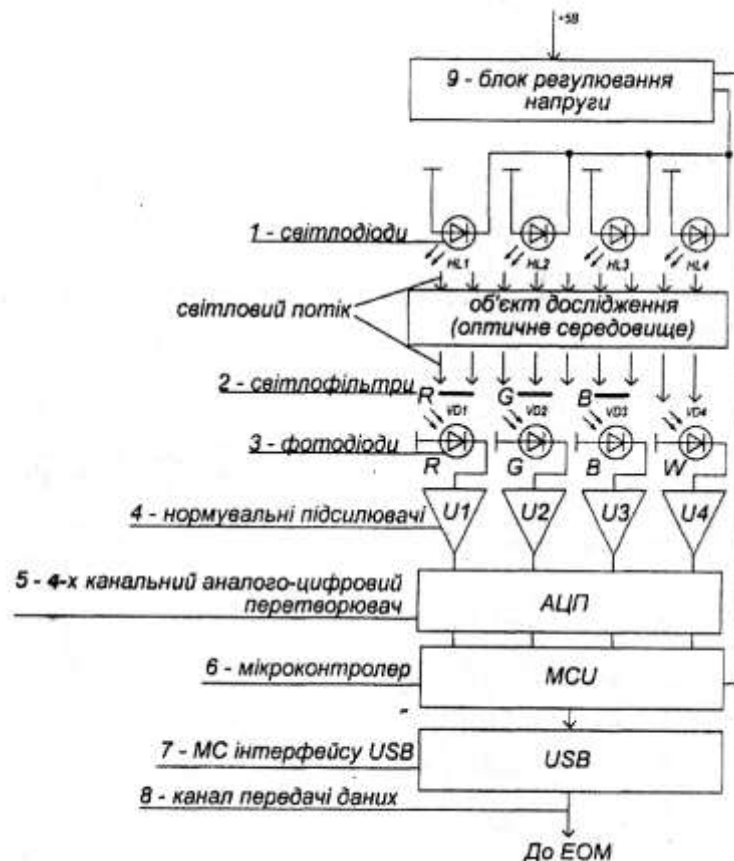 +5В
9 - блок регулювання
напруги
1 - світлодіоди
HL1 HL2 HL3 HL4
світловий потік
об'єкт дослідження
(оптичне середовище)
2 - світлофільтри
R G B
VD1 VD2 VD3 VD4
3 - фотодіоди
R G B W
4 - нормувальні підсилювачі
U1 U2 U3 U4
5 - 4-х канальний аналого-цифровий
перетворювач
АЦП
6 - мікроконтролер
MCU
7 - МС інтерфейсу USB
USB
8 - канал передачі даних
До ЕОМ